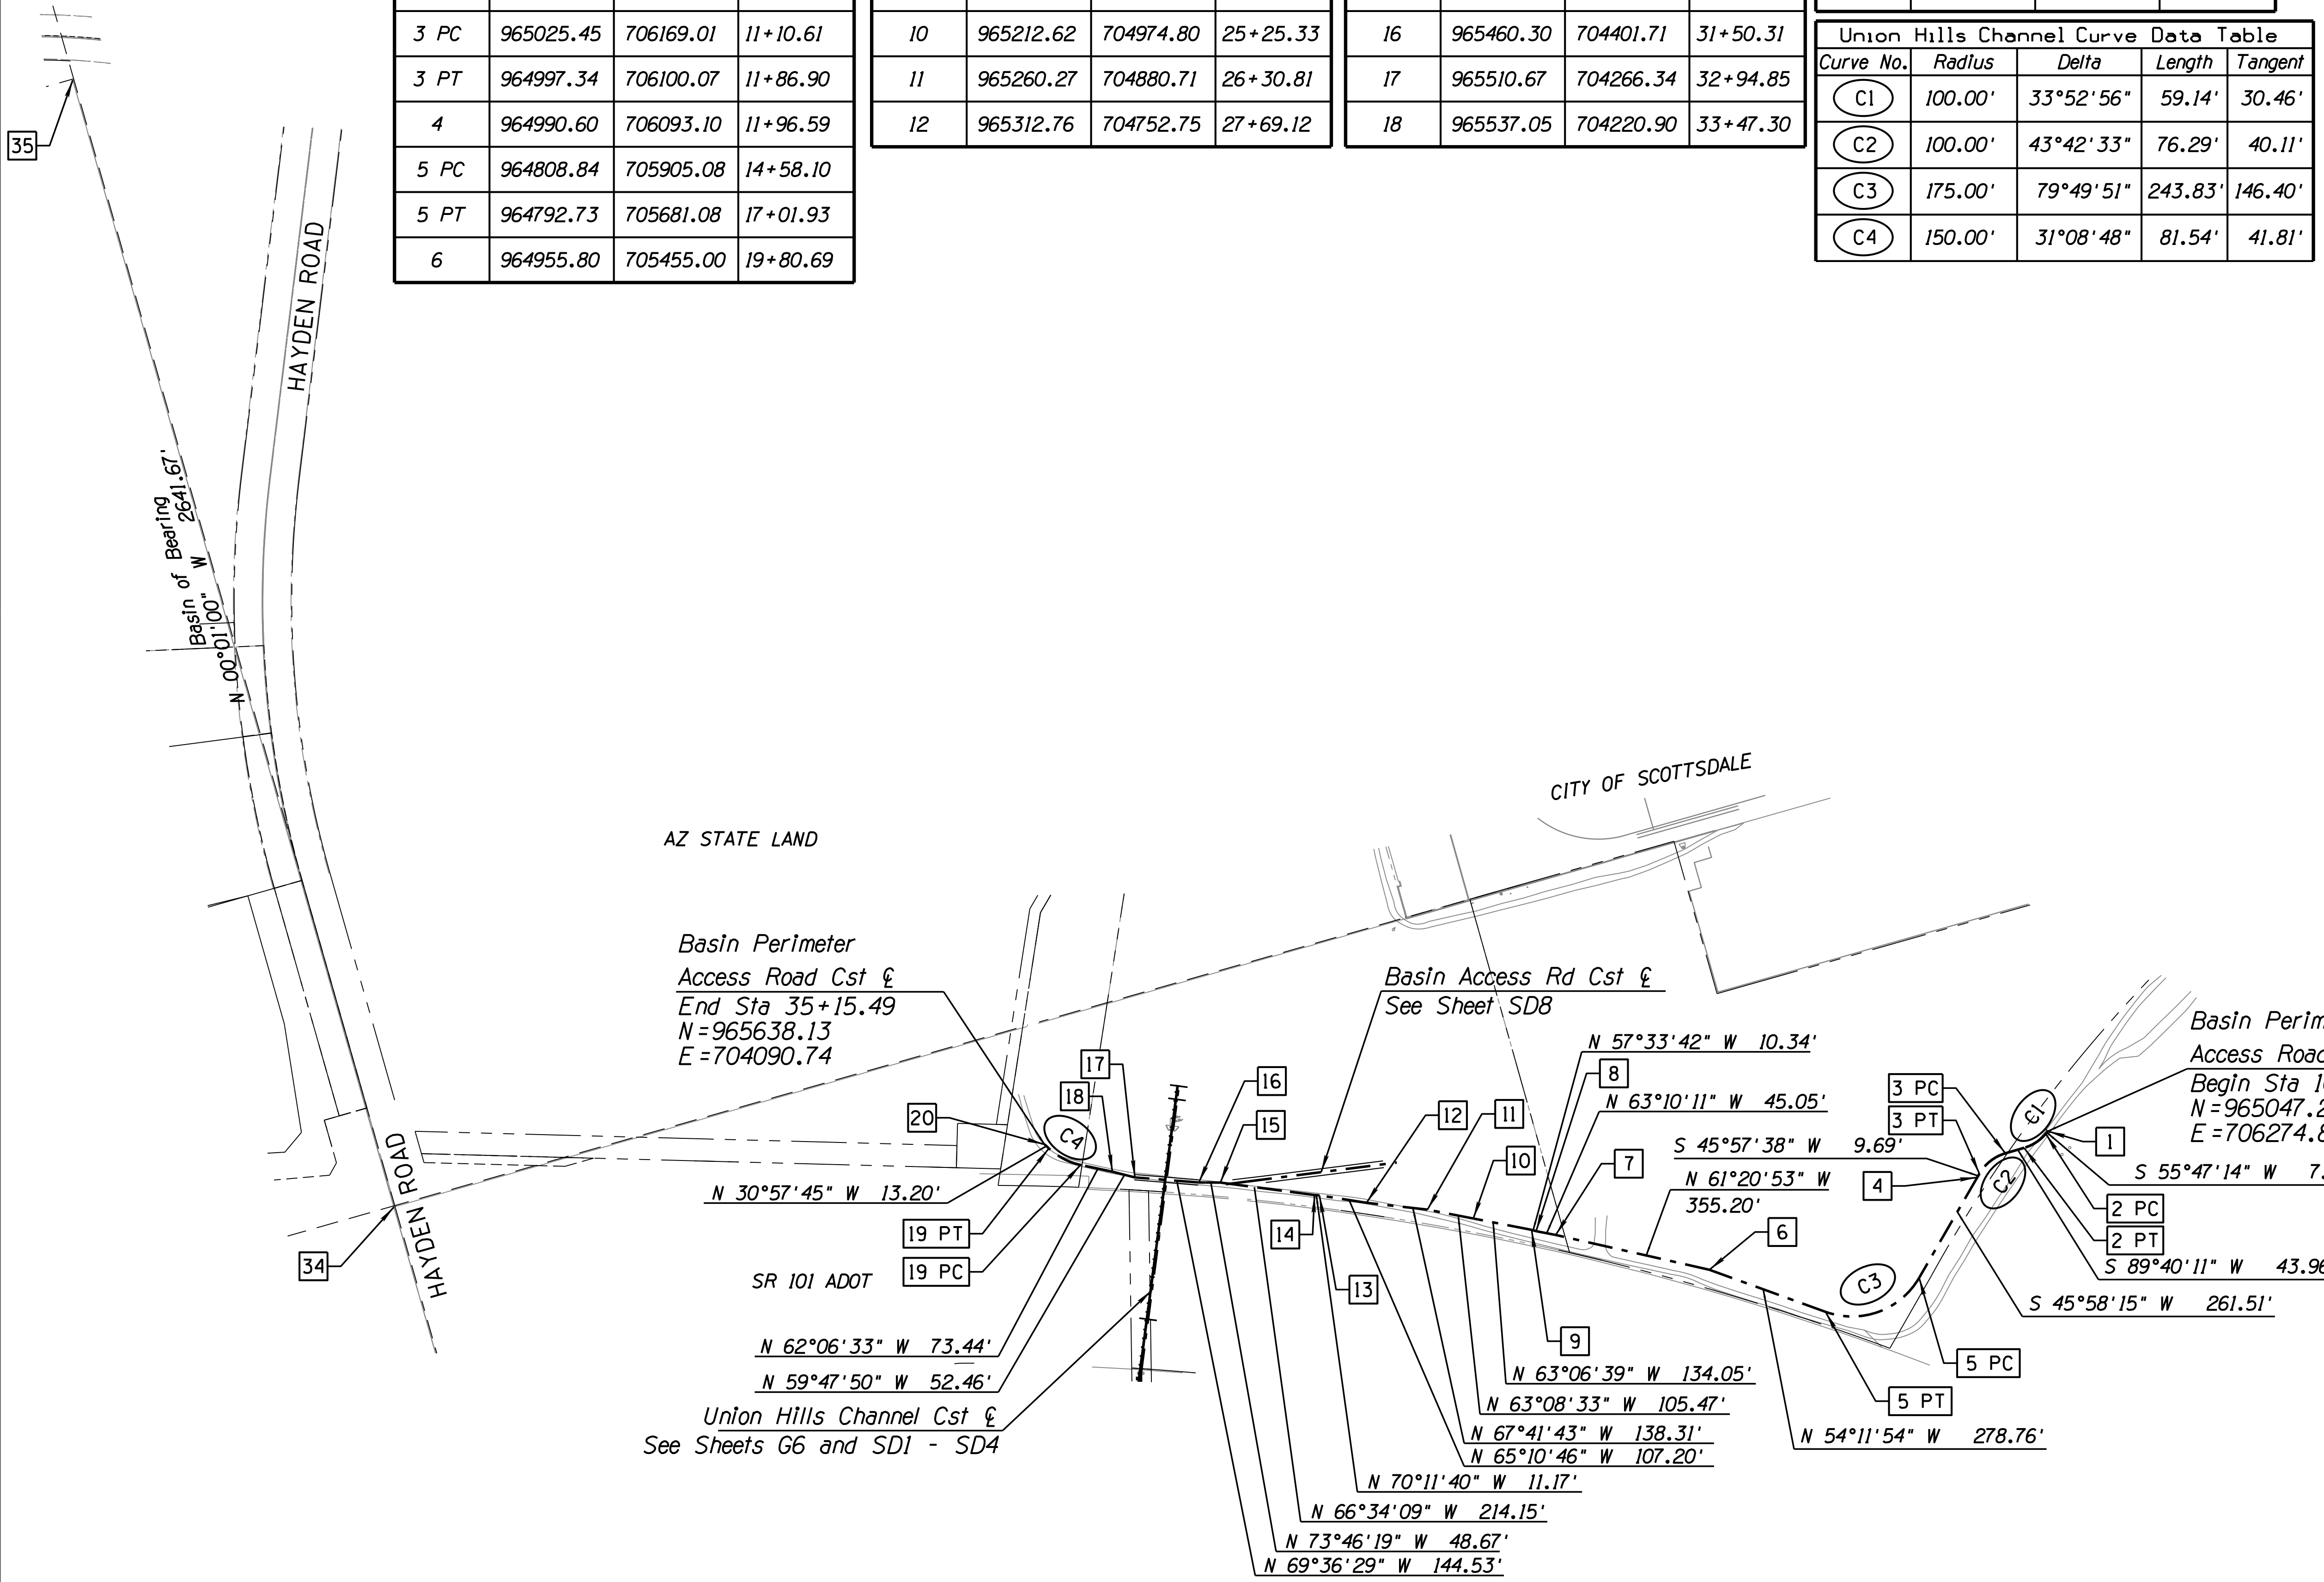 3 PC 965025.45 706169.01 11+10.61
3 PT 964997.34 706100.07 11+86.90
4 964990.60 706093.10 11+96.59
5 PC 964808.84 705905.08 14+58.10
5 PT 964792.73 705681.08 17+01.93
6 964955.80 705455.00 19+80.69
10 965212.62 704974.80 25+25.33
11 965260.27 704880.71 26+30.81
12 965312.76 704752.75 27+69.12
16 965460.30 704401.71 31+50.31
17 965510.67 704266.34 32+94.85
18 965537.05 704220.90 33+47.30
Union Hills Channel Curve Data Table
Curve No. Radius Delta Length Tangent
C1 100.00' 33°52'56" 59.14' 30.46'
C2 100.00' 43°42'33" 76.29' 40.11'
C3 175.00' 79°49'51" 243.83' 146.40'
C4 150.00' 31°08'48" 81.54' 41.81'
35
HAYDEN ROAD
Basin of Bearing
N 00°01'00" W 2641.67'
AZ STATE LAND
CITY OF SCOTTSDALE
Basin Perimeter
Access Road Cst ℄
End Sta 35+15.49
N=965638.13
E=704090.74
Basin Access Rd Cst ℄
See Sheet SD8
Basin Perim
Access Road
Begin Sta 1
N=965047.2
E=706274.8
N 57°33'42" W 10.34'
8
N 63°10'11" W 45.05'
17
18
16
15
20
C4
12
11
10
7
S 45°57'38" W 9.69'
N 61°20'53" W
355.20'
3 PC
3 PT
4
C1
C2
1
S 55°47'14" W 7.
2 PC
2 PT
S 89°40'11" W 43.96
S 45°58'15" W 261.51'
N 30°57'45" W 13.20'
19 PT
19 PC
34
HAYDEN ROAD
SR 101 ADOT
14
13
6
C3
9
5 PC
5 PT
N 62°06'33" W 73.44'
N 59°47'50" W 52.46'
Union Hills Channel Cst ℄
See Sheets G6 and SD1 - SD4
N 63°06'39" W 134.05'
N 63°08'33" W 105.47'
N 67°41'43" W 138.31'
N 65°10'46" W 107.20'
N 54°11'54" W 278.76'
N 70°11'40" W 11.17'
N 66°34'09" W 214.15'
N 73°46'19" W 48.67'
N 69°36'29" W 144.53'